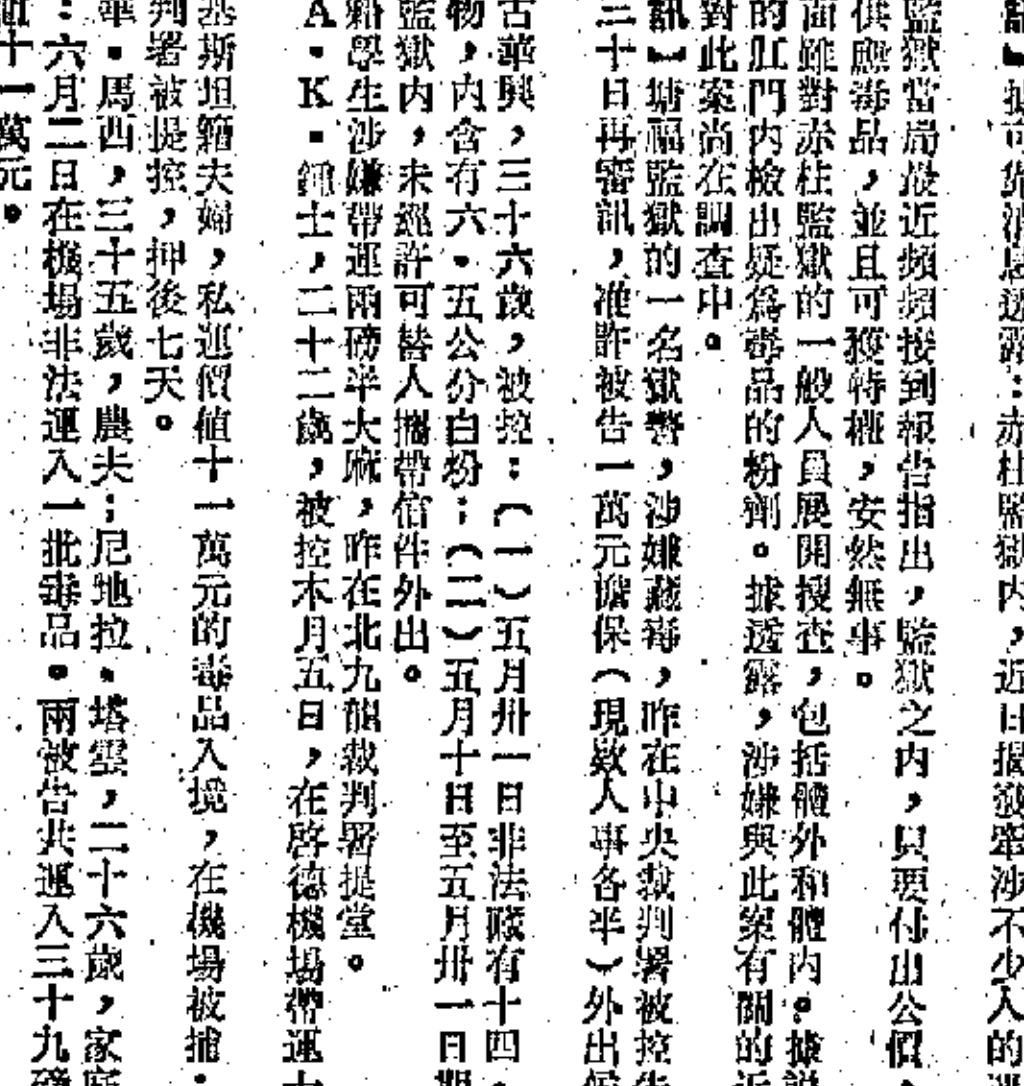 訊】據可靠消息透露：赤柱監獄內，近日揭發牽涉不少人的運
監獄當局最近頻頻接到報告指出，監獄之內，只要付出公價，
供應毒品，並且可獲特權，安然無事。
面雖對赤柱監獄的一般人員展開搜查，包括體外和體內。據説
的肛門內檢出疑為毒品的粉劑。據透露，涉嫌與此案有關的近
對此案尚在調查中。
訊】塘福監獄的一名獄警，涉嫌藏毒，昨在中央裁判署被控告
三十日再審訊，准許被告一萬元擔保（現欵人事各半）外出候
古華興，三十六歲，被控：（一）五月卅一日非法藏有十四．
物，內含有六．五公分白粉；（二）五月十日至五月卅一日期
監獄內，未經許可替人攜帶信件外出。
船學生涉嫌帶運兩磅半大麻，昨在北九龍裁判署提堂。
A．K．鍾士，二十二歲，被控本月五日，在啓德機場帶運大
基斯坦籍夫婦，私運價值十一萬元的毒品入境，在機場被捕．
判署被提控，押後七天。
華．馬西，三十五歲，農夫；尼地拉、塔雲，二十六歲，家庭
：六月二日在機場非法運入一批毒品。兩被告共運入三十九磅
值十一萬元。